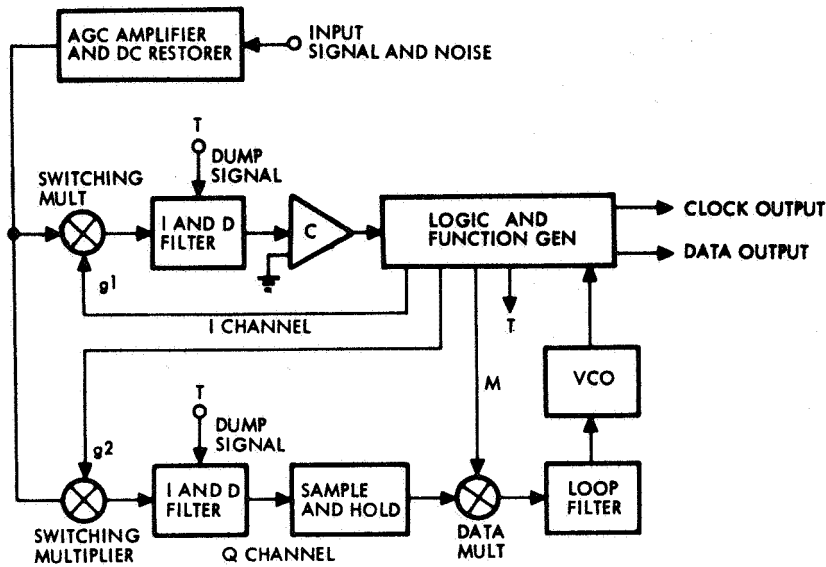 AGC AMPLIFIER
AND DC RESTORER
INPUT
SIGNAL AND NOISE
T
DUMP
SIGNAL
SWITCHING
MULT
I AND D
FILTER
C
LOGIC AND
FUNCTION GEN
CLOCK OUTPUT
DATA OUTPUT
g1
I CHANNEL
T
M
VCO
T
DUMP
SIGNAL
g2
I AND D
FILTER
SAMPLE
AND HOLD
LOOP
FILTER
SWITCHING
MULTIPLIER
Q CHANNEL
DATA
MULT